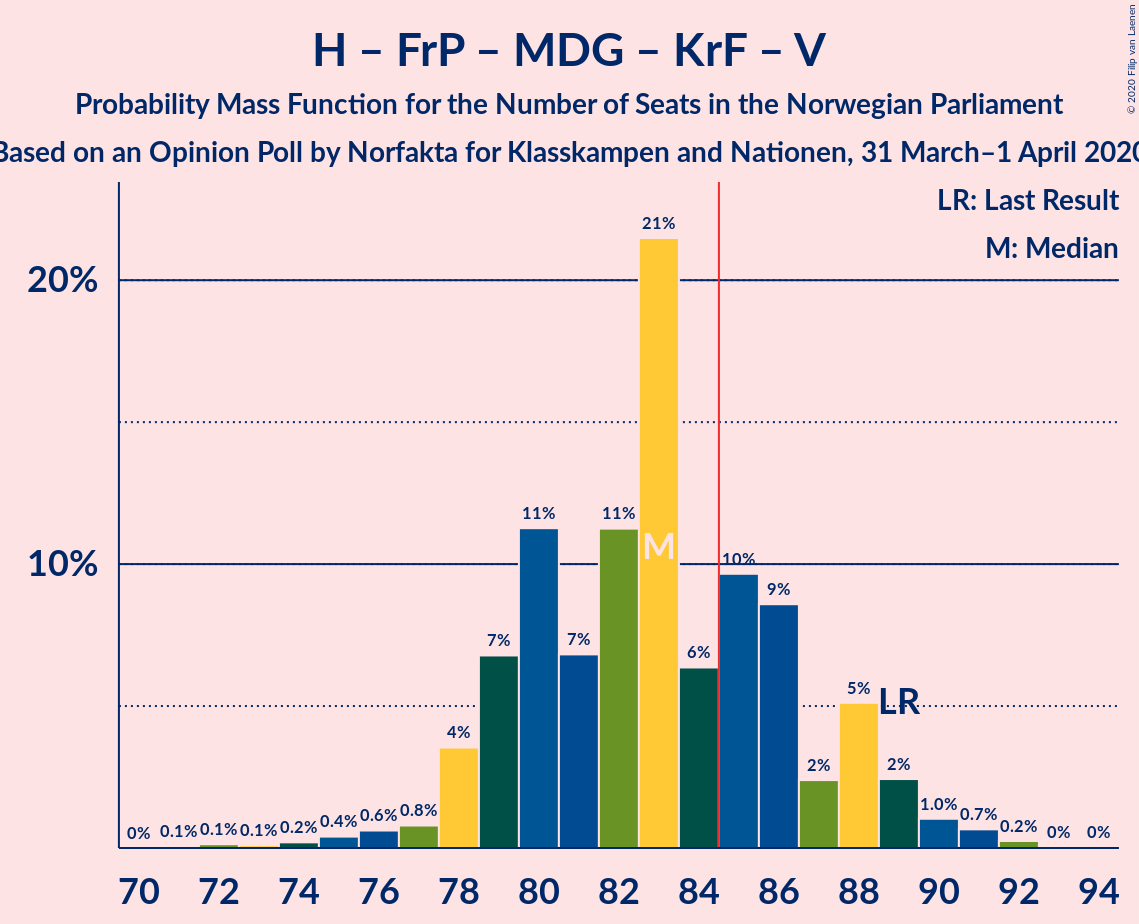 H – FrP – MDG – KrF – V
Probability Mass Function for the Number of Seats in the Norwegian Parliament
Based on an Opinion Poll by Norfakta for Klasskampen and Nationen, 31 March–1 April 2020
© 2020 Filip van Laenen
LR: Last Result
M: Median
20%
10%
0% 0.1% 0.1% 0.1% 0.2% 0.4% 0.6% 0.8% 4% 7% 11% 7% 11% 21% 6% 10% 9% 2% 5% 2% 1.0% 0.7% 0.2% 0% 0%
M
LR
70 72 74 76 78 80 82 84 86 88 90 92 94